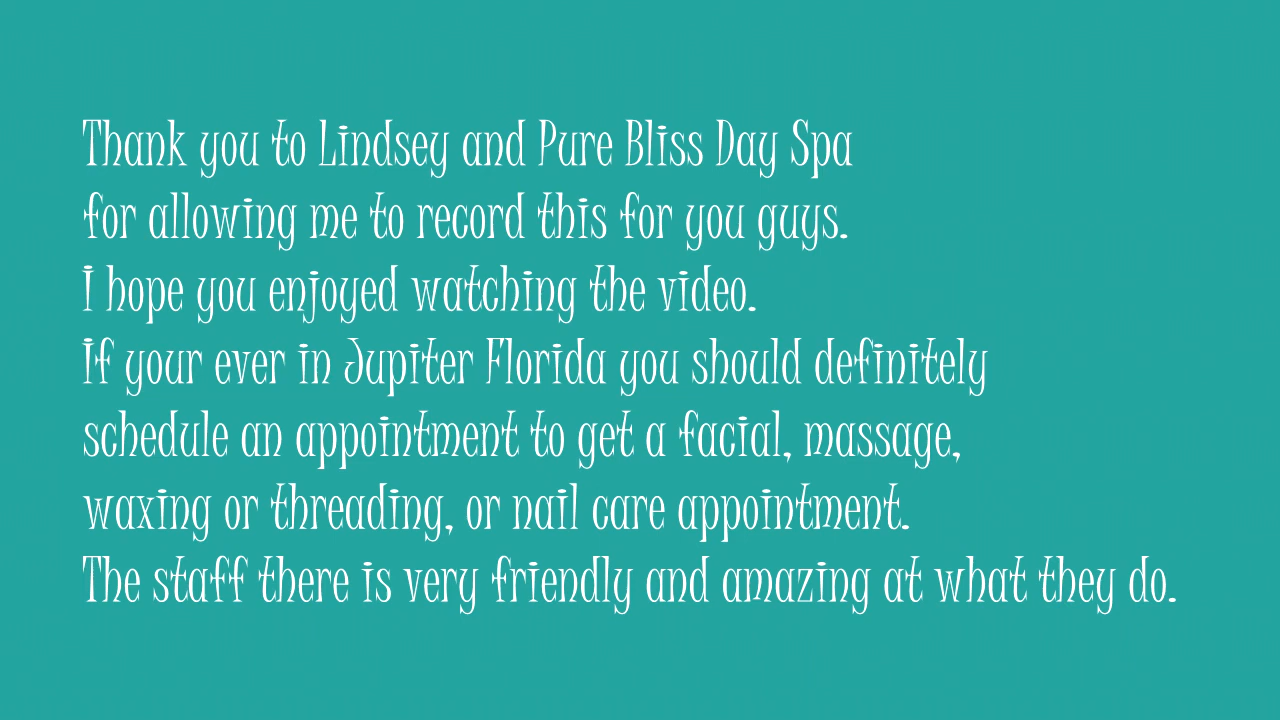 Thank you to Lindsey and Pure Bliss Day Spa
for allowing me to record this for you guys.
I hope you enjoyed watching the video.
If your ever in Jupiter Florida you should definitely
schedule an appointment to get a facial, massage,
waxing or threading, or nail care appointment.
The staff there is very friendly and amazing at what they do.